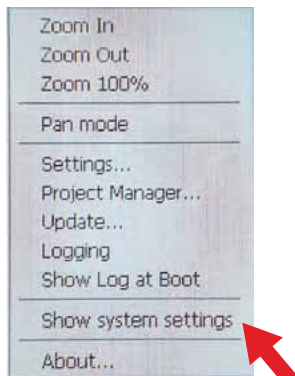 Zoom In
Zoom Out
Zoom 100%
Pan mode
Settings...
Project Manager...
Update...
Logging
Show Log at Boot
Show system settings
About...